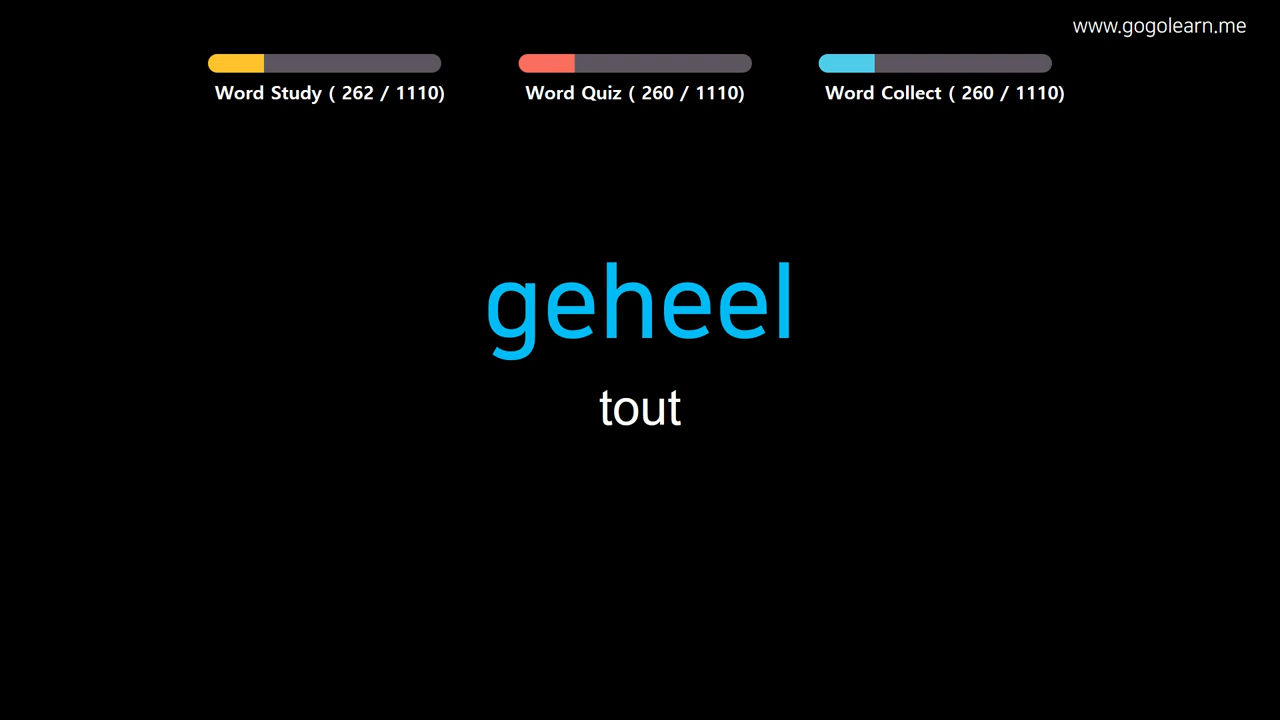 www.gogolearn.me
Word Study ( 262 / 1110)
Word Quiz ( 260 / 1110)
Word Collect ( 260 / 1110)
geheel
tout